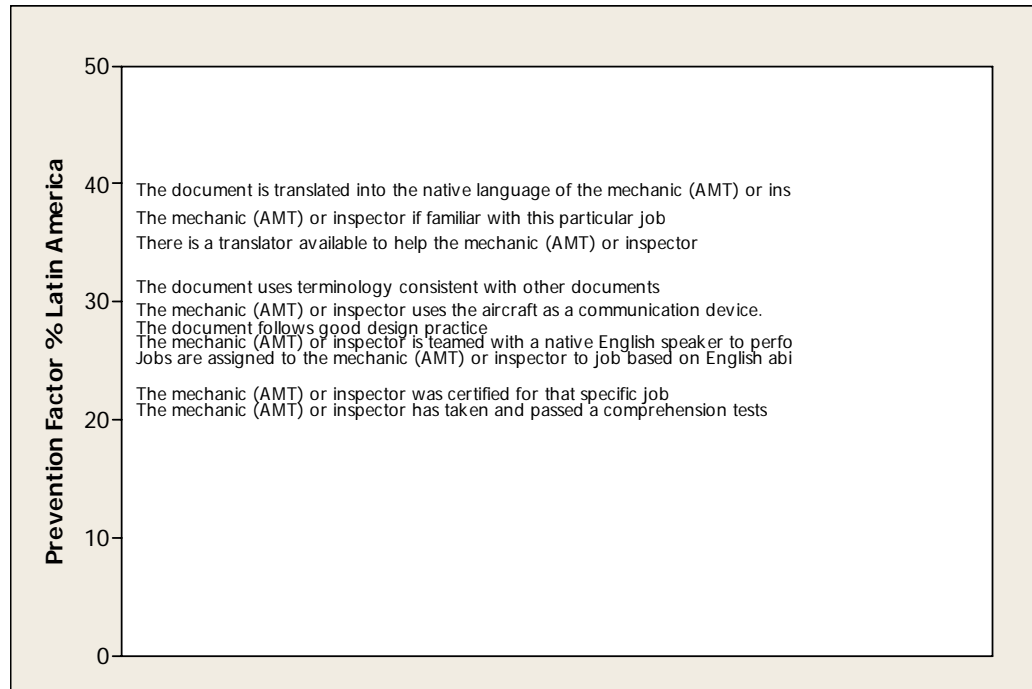 Prevention Factor % Latin America
50
40
30
20
10
0
The document is translated into the native language of the mechanic (AMT) or ins
The mechanic (AMT) or inspector if familiar with this particular job
There is a translator available to help the mechanic (AMT) or inspector
The document uses terminology consistent with other documents
The mechanic (AMT) or inspector uses the aircraft as a communication device.
The document follows good design practice
The mechanic (AMT) or inspector is teamed with a native English speaker to perfo
Jobs are assigned to the mechanic (AMT) or inspector to job based on English abi
The mechanic (AMT) or inspector was certified for that specific job
The mechanic (AMT) or inspector has taken and passed a comprehension tests